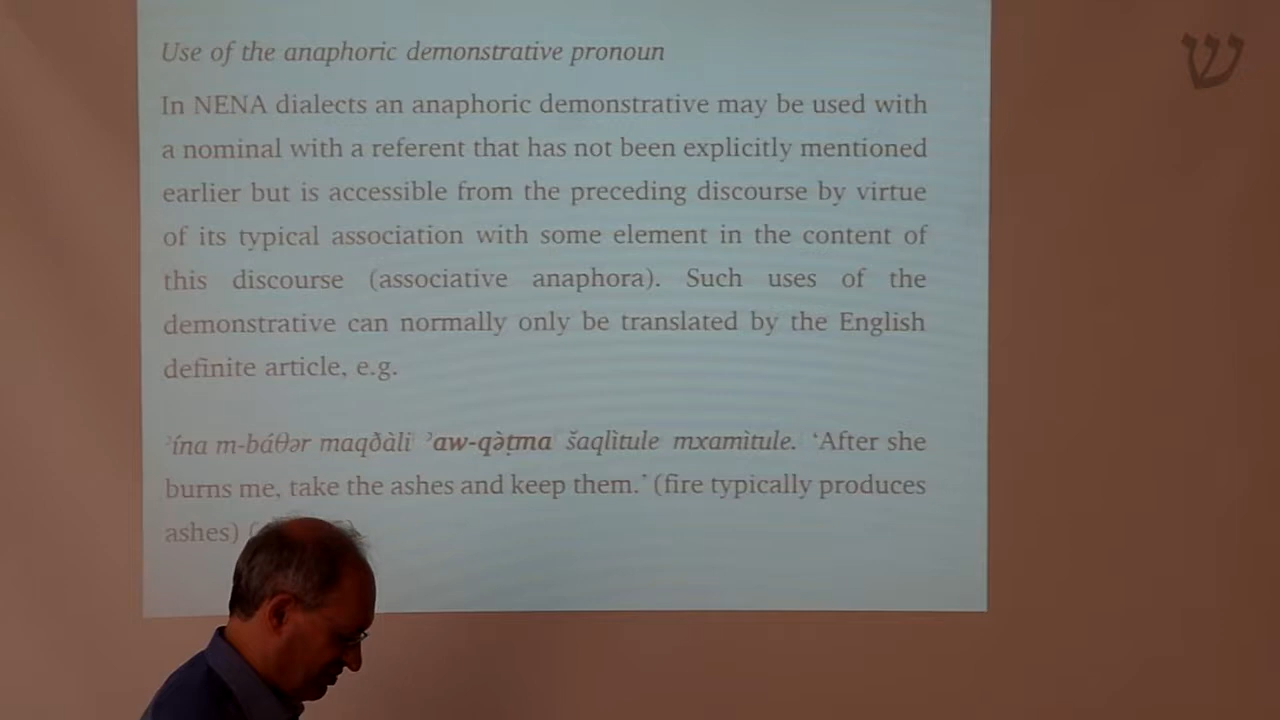 ש
Use of the anaphoric demonstrative pronoun
In NENA dialects an anaphoric demonstrative may be used with
a nominal with a referent that has not been explicitly mentioned
earlier but is accessible from the preceding discourse by virtue
of its typical association with some element in the content of
this discourse (associative anaphora). Such uses of the
demonstrative can normally only be translated by the English
definite article, e.g.
ʾína m-báθər maqðàliˈ ʾaw-qə̀ṭma šaqlìtule mxamìtule. ‘After she
burns me, take the ashes and keep them.’ (fire typically produces
ashes)